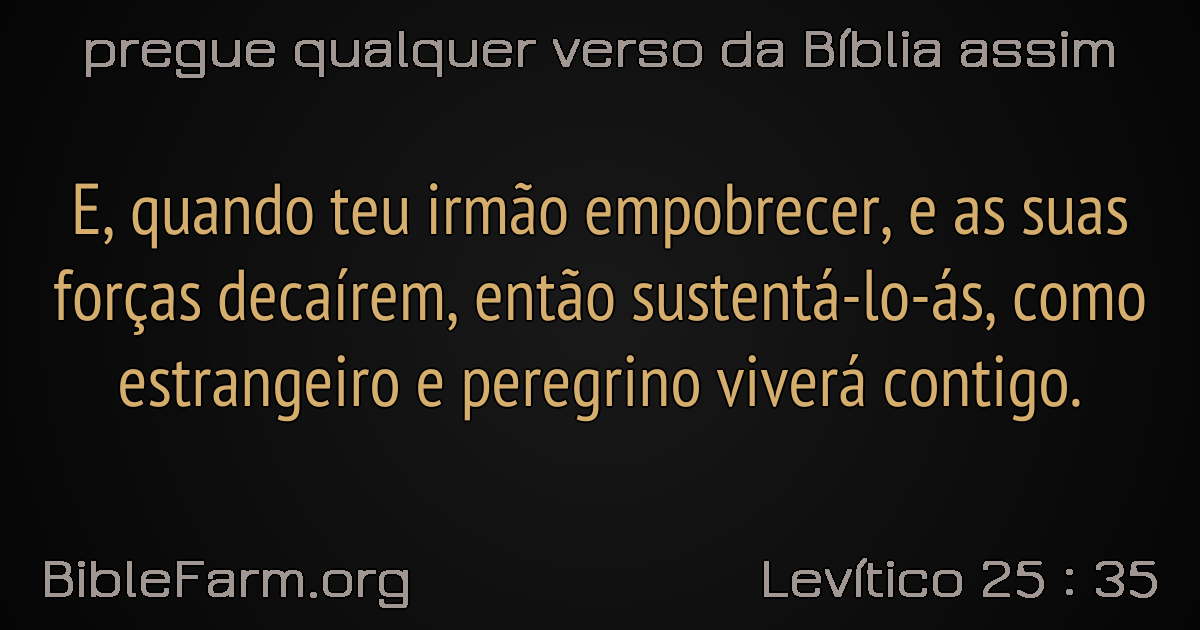 pregue qualquer verso da Bíblia assim
E, quando teu irmão empobrecer, e as suas
forças decaírem, então sustentá-lo-ás, como
estrangeiro e peregrino viverá contigo.
BibleFarm.org
Levítico 25 : 35